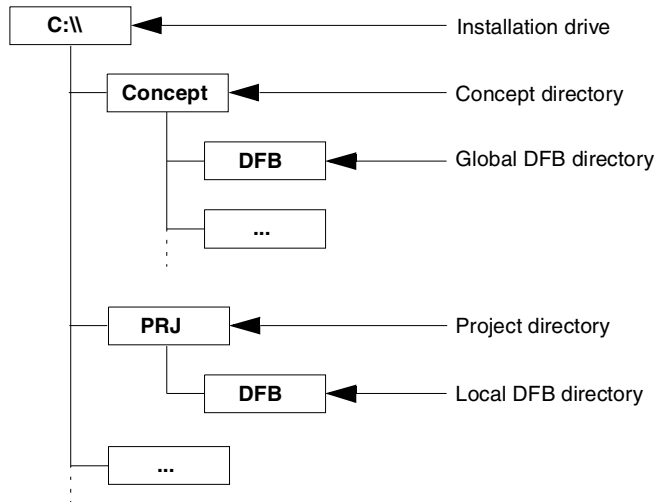 C:\\ Installation drive
Concept Concept directory
DFB Global DFB directory
...
PRJ Project directory
DFB Local DFB directory
...